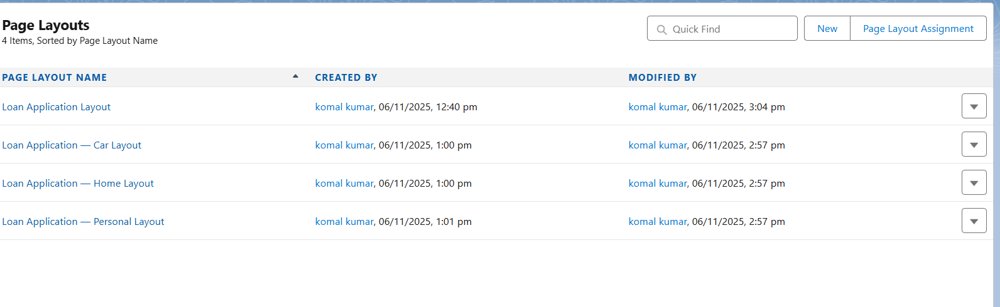 Page Layouts
4 Items, Sorted by Page Layout Name
Quick Find
New
Page Layout Assignment
PAGE LAYOUT NAME CREATED BY MODIFIED BY
Loan Application Layout komal kumar, 06/11/2025, 12:40 pm komal kumar, 06/11/2025, 3:04 pm
Loan Application — Car Layout komal kumar, 06/11/2025, 1:00 pm komal kumar, 06/11/2025, 2:57 pm
Loan Application — Home Layout komal kumar, 06/11/2025, 1:00 pm komal kumar, 06/11/2025, 2:57 pm
Loan Application — Personal Layout komal kumar, 06/11/2025, 1:01 pm komal kumar, 06/11/2025, 2:57 pm